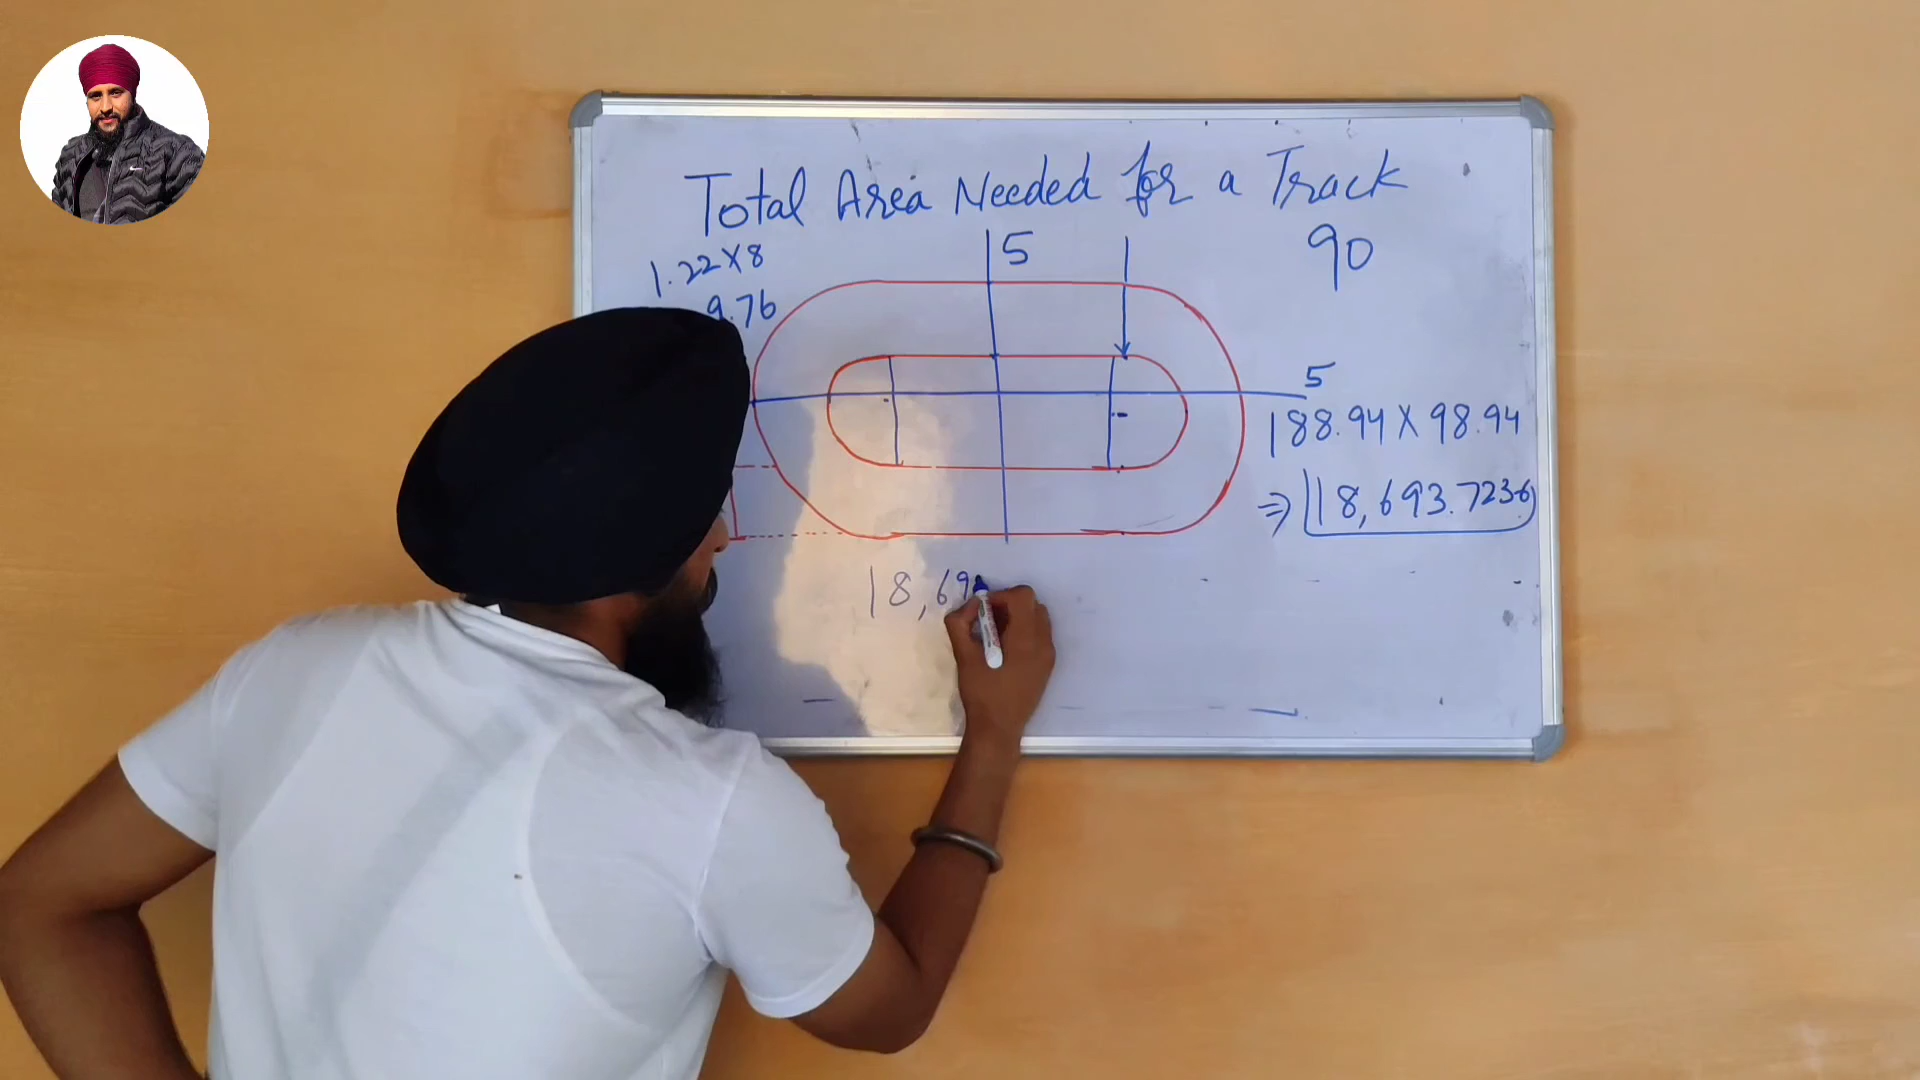 Total Area Needed for a Track
1.22X8
9.76
5
90
5
188.94 X 98.94
⇒ 18,693.7236
18,69